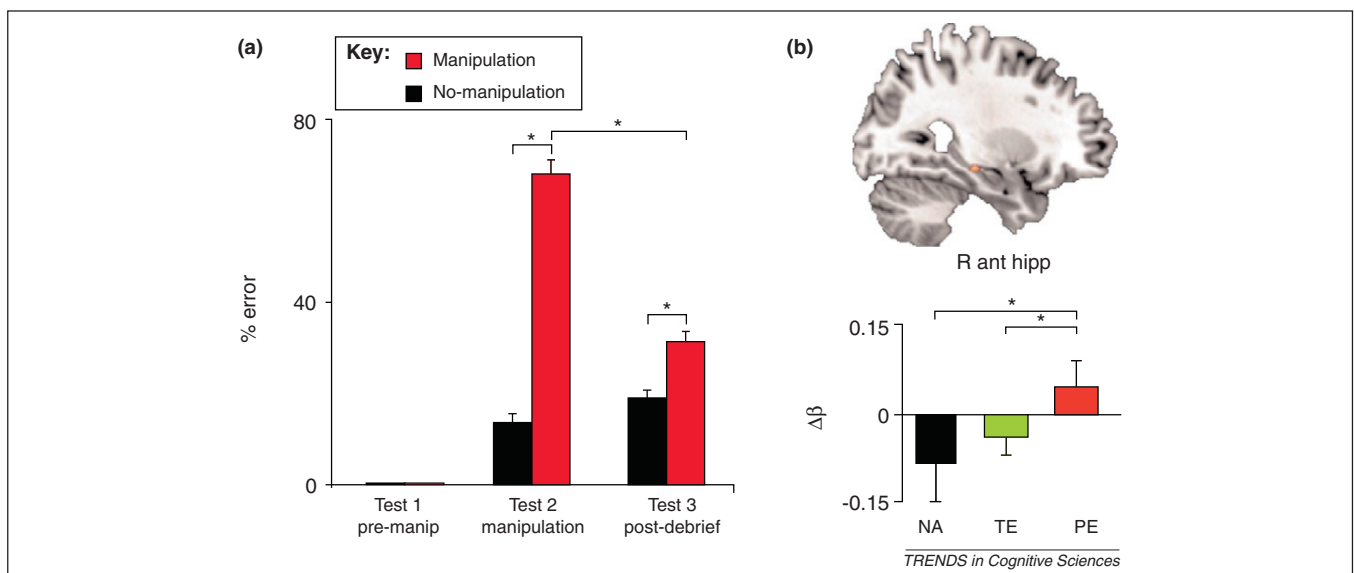 (a)
Key:
Manipulation
No-manipulation
80
40
0
% error
*
*
*
Test 1
pre-manip
Test 2
manipulation
Test 3
post-debrief
(b)
R ant hipp
*
*
0.15
0
-0.15
Δβ
NA
TE
PE
TRENDS in Cognitive Sciences